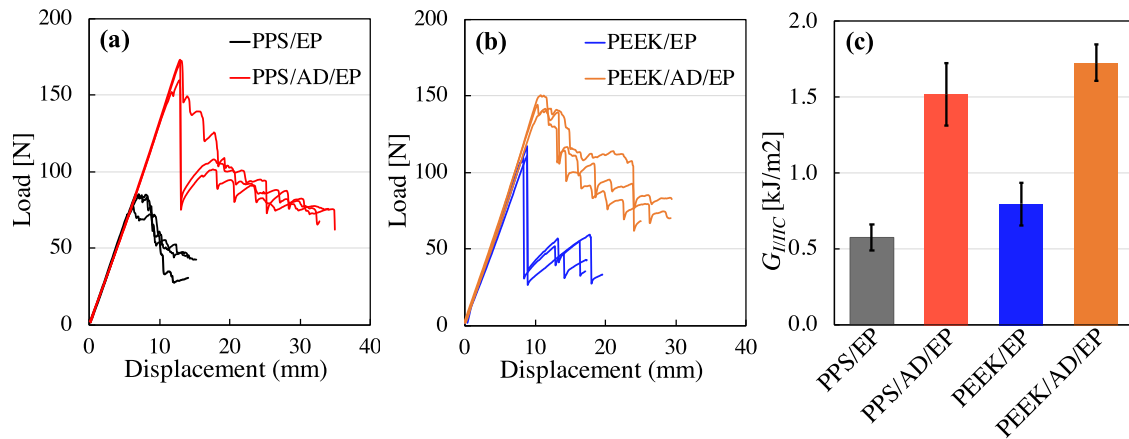 (a)
PPS/EP
PPS/AD/EP
200
150
100
50
0
Load [N]
0 10 20 30 40
Displacement (mm)
(b)
PEEK/EP
PEEK/AD/EP
200
150
100
50
0
Load [N]
0 10 20 30 40
Displacement (mm)
(c)
2.0
1.5
1.0
0.5
0.0
G_{I/IIC} [kJ/m2]
PPS/EP
PPS/AD/EP
PEEK/EP
PEEK/AD/EP